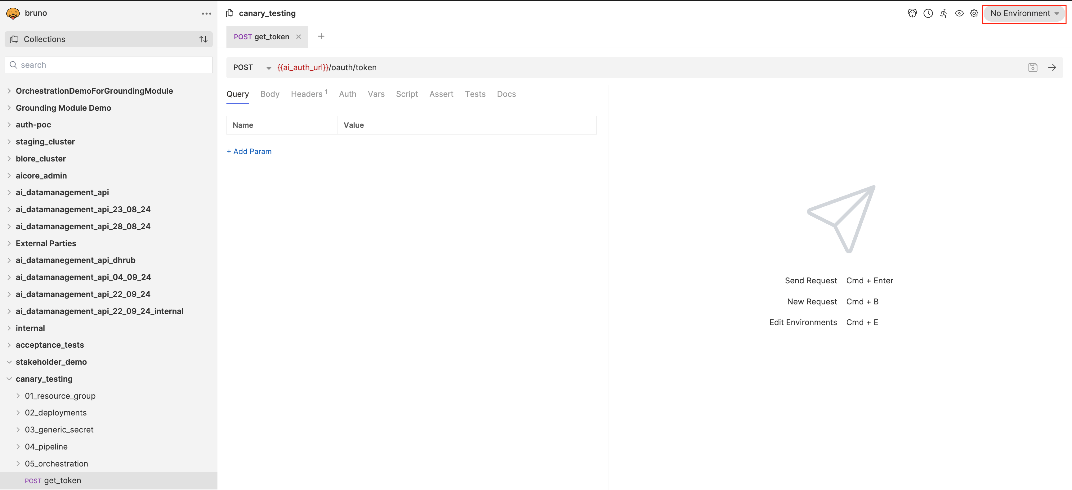 bruno
Collections
search
OrchestrationDemoForGroundingModule
Grounding Module Demo
auth-poc
staging_cluster
blore_cluster
aicore_admin
ai_datamanagement_api
ai_datamanagement_api_23_08_24
ai_datamanagement_api_28_08_24
External Parties
ai_datamanegement_api_dhrub
ai_datamanagement_api_04_09_24
ai_datamanagement_api_22_09_24
ai_datamanagement_api_22_09_24_internal
internal
acceptance_tests
stakeholder_demo
canary_testing
01_resource_group
02_deployments
03_generic_secret
04_pipeline
05_orchestration
POST get_token
canary_testing
No Environment
POST get_token
POST {{ai_auth_url}}/oauth/token
Query Body Headers 1 Auth Vars Script Assert Tests Docs
Name Value
+ Add Param
Send Request Cmd + Enter
New Request Cmd + B
Edit Environments Cmd + E